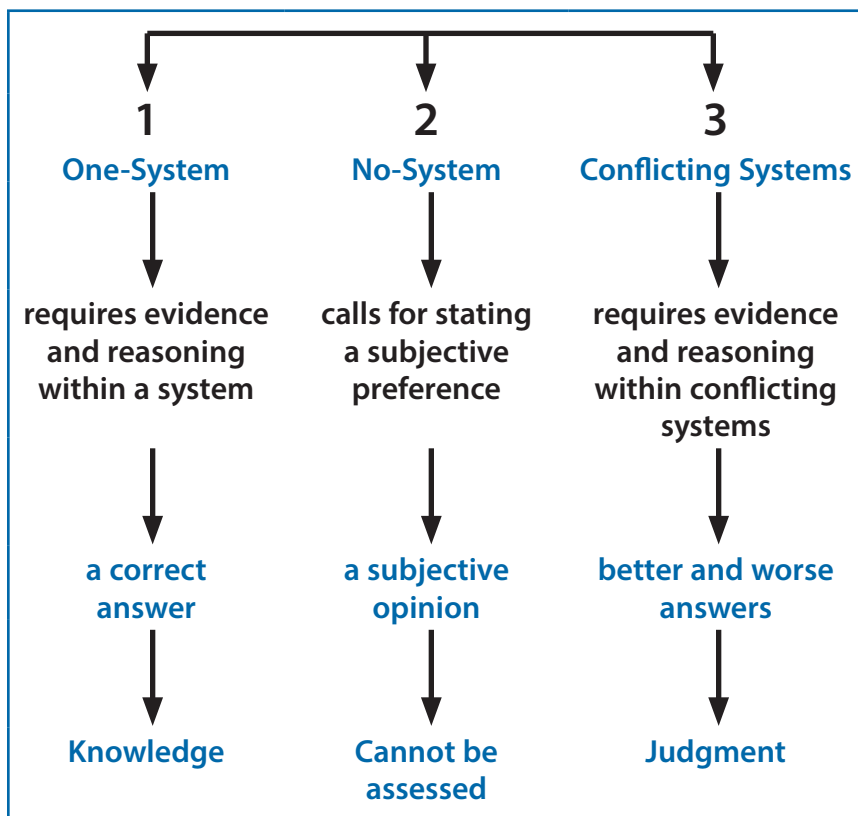 1
One-System
requires evidence
and reasoning
within a system
a correct
answer
Knowledge
2
No-System
calls for stating
a subjective
preference
a subjective
opinion
Cannot be
assessed
3
Conflicting Systems
requires evidence
and reasoning
within conflicting
systems
better and worse
answers
Judgment